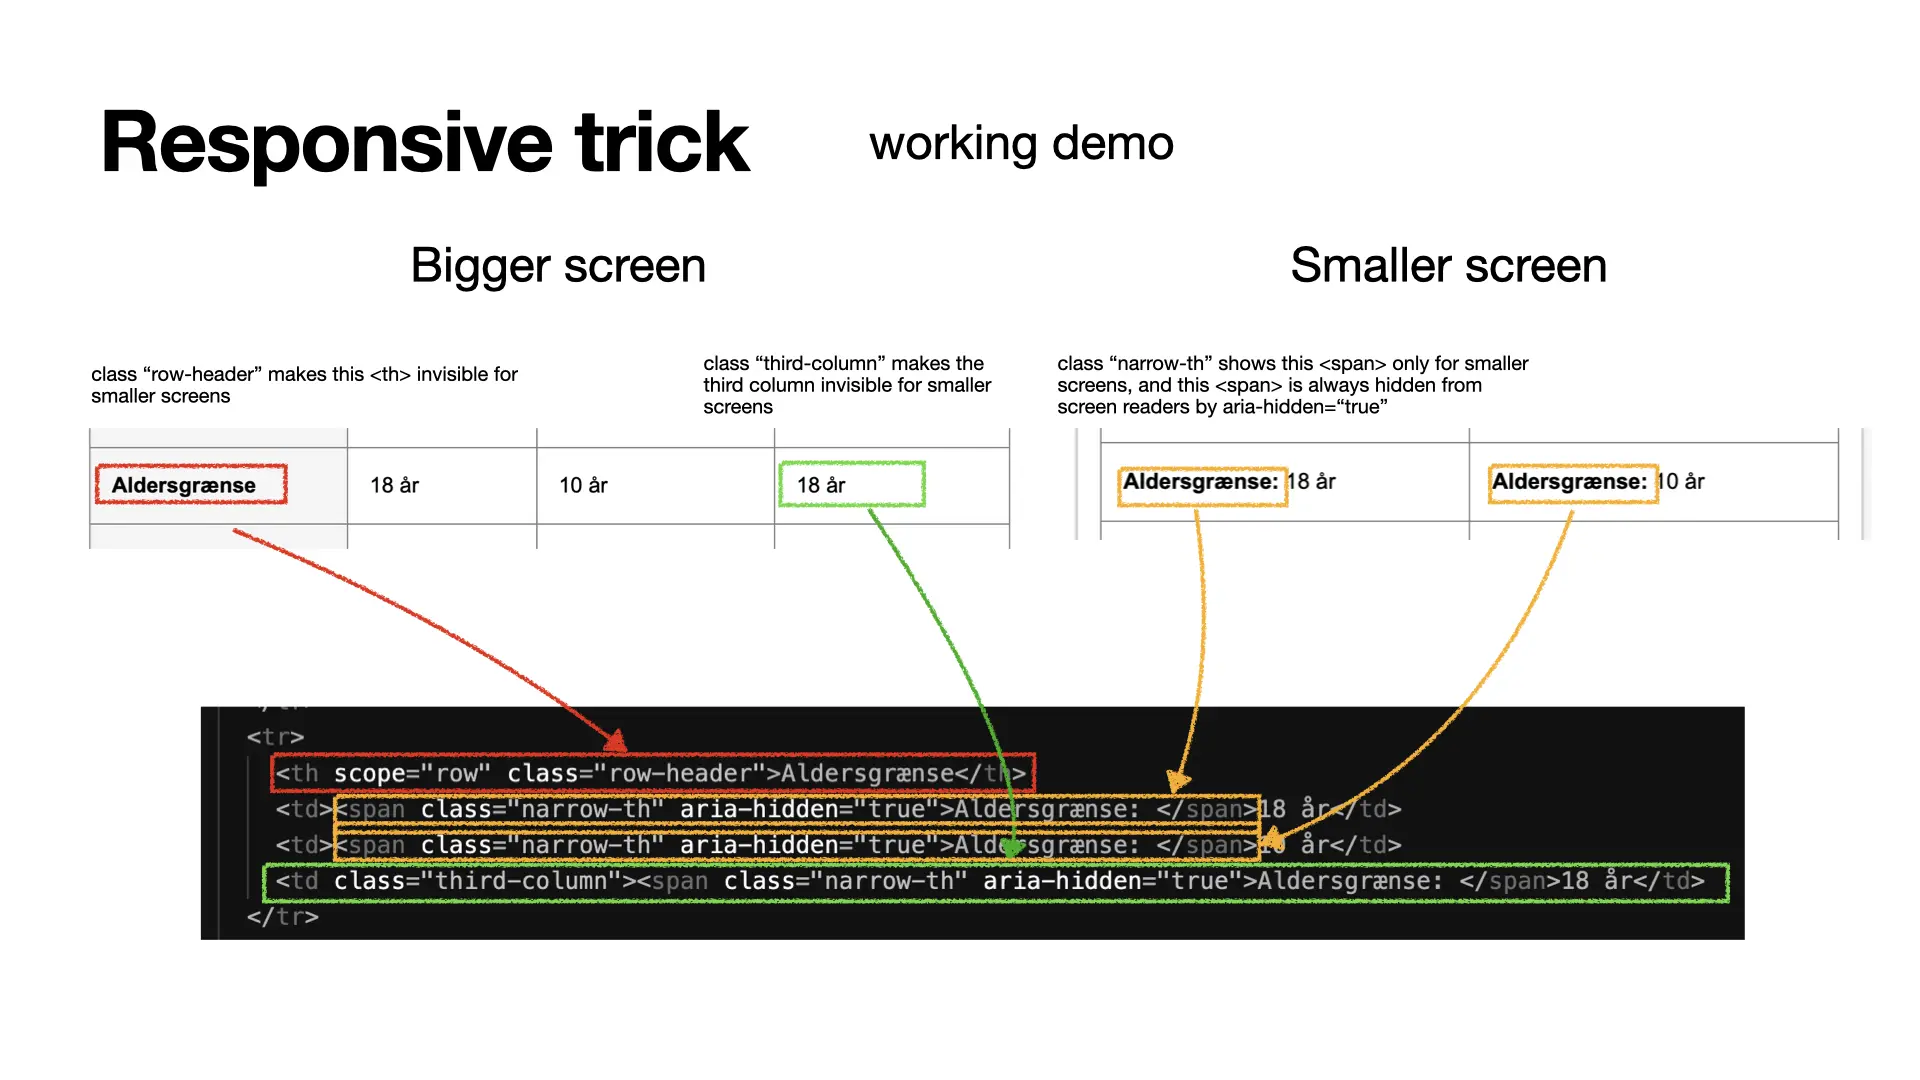 Responsive trick
working demo
Bigger screen
Smaller screen
class “row-header” makes this <th> invisible for
smaller screens
class “third-column” makes the
third column invisible for smaller
screens
class “narrow-th” shows this <span> only for smaller
screens, and this <span> is always hidden from
screen readers by aria-hidden=“true”
Aldersgrænse
18 år
10 år
18 år
Aldersgrænse: 18 år
Aldersgrænse: 10 år
<tr>
<th scope="row" class="row-header">Aldersgrænse</th>
<td><span class="narrow-th" aria-hidden="true">Aldersgrænse: </span>18 år</td>
<td><span class="narrow-th" aria-hidden="true">Aldersgrænse: </span>10 år</td>
<td class="third-column"><span class="narrow-th" aria-hidden="true">Aldersgrænse: </span>18 år</td>
</tr>